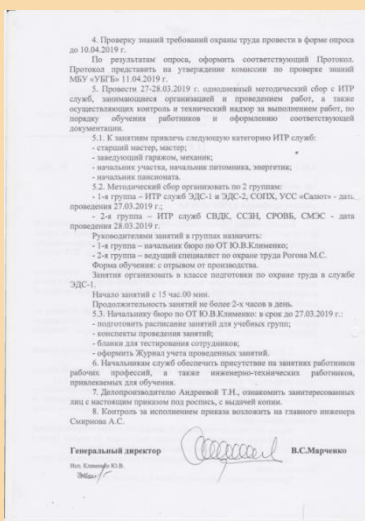 4. Проверку знаний требований охраны труда провести в форме опроса
до 10.04.2019 г.
По результатам опроса, оформить соответствующий Протокол.
Протокол представить на утверждение комиссии по проверке знаний
МБУ «УБГБ» 11.04.2019 г.
5. Провести 27-28.03.2019 г. однодневный методический сбор с ИТР
служб, занимающиеся организацией и проведением работ, а также
осуществляющих контроль и технический надзор за выполнением работ, по
порядку обучения работников и оформлению соответствующей
документации.
5.1. К занятиям привлечь следующую категорию ИТР служб:
- старший мастер, мастер;
- заведующий гаражом, механик;
- начальник участка, начальник питомника, энергетик;
- начальник пансионата.
5.2. Методический сбор организовать по 2 группам:
- 1-я группа – ИТР служб ЭДС-1 и ЭДС-2, СОПХ, УСС «Салют» - дата
проведения 27.03.2019 г.;
- 2-я группа – ИТР служб СВДК, ССЗН, СРОВБ, СМЭС - дата
проведения 28.03.2019 г.
Руководителями занятий в группах назначить:
- 1-я группа – начальник бюро по ОТ Ю.В.Клименко;
- 2-я группа – ведущий специалист по охране труда Рогова М.С.
Форма обучения: с отрывом от производства.
Занятия организовать в классе подготовки по охране труда в службе
ЭДС-1.
Начало занятий с 15 час.00 мин.
Продолжительность занятий не более 2-х часов в день.
5.3. Начальнику бюро по ОТ Ю.В.Клименко: в срок до 27.03.2019 г.:
- подготовить расписание занятий для учебных групп;
- конспекты проведения занятий;
- бланки для тестирования сотрудников;
- оформить Журнал учета проведенных занятий.
6. Начальникам служб обеспечить присутствие на занятиях работников
рабочих профессий, а также инженерно-технических работников,
привлекаемых для обучения.
7. Делопроизводителю Андреевой Т.Н., ознакомить заинтересованных
лиц с настоящим приказом под роспись, с выдачей копии.
8. Контроль за исполнением приказа возложить на главного инженера
Смирнова А.С.
Генеральный директор В.С.Марченко
Исп. Клименко Ю.В.